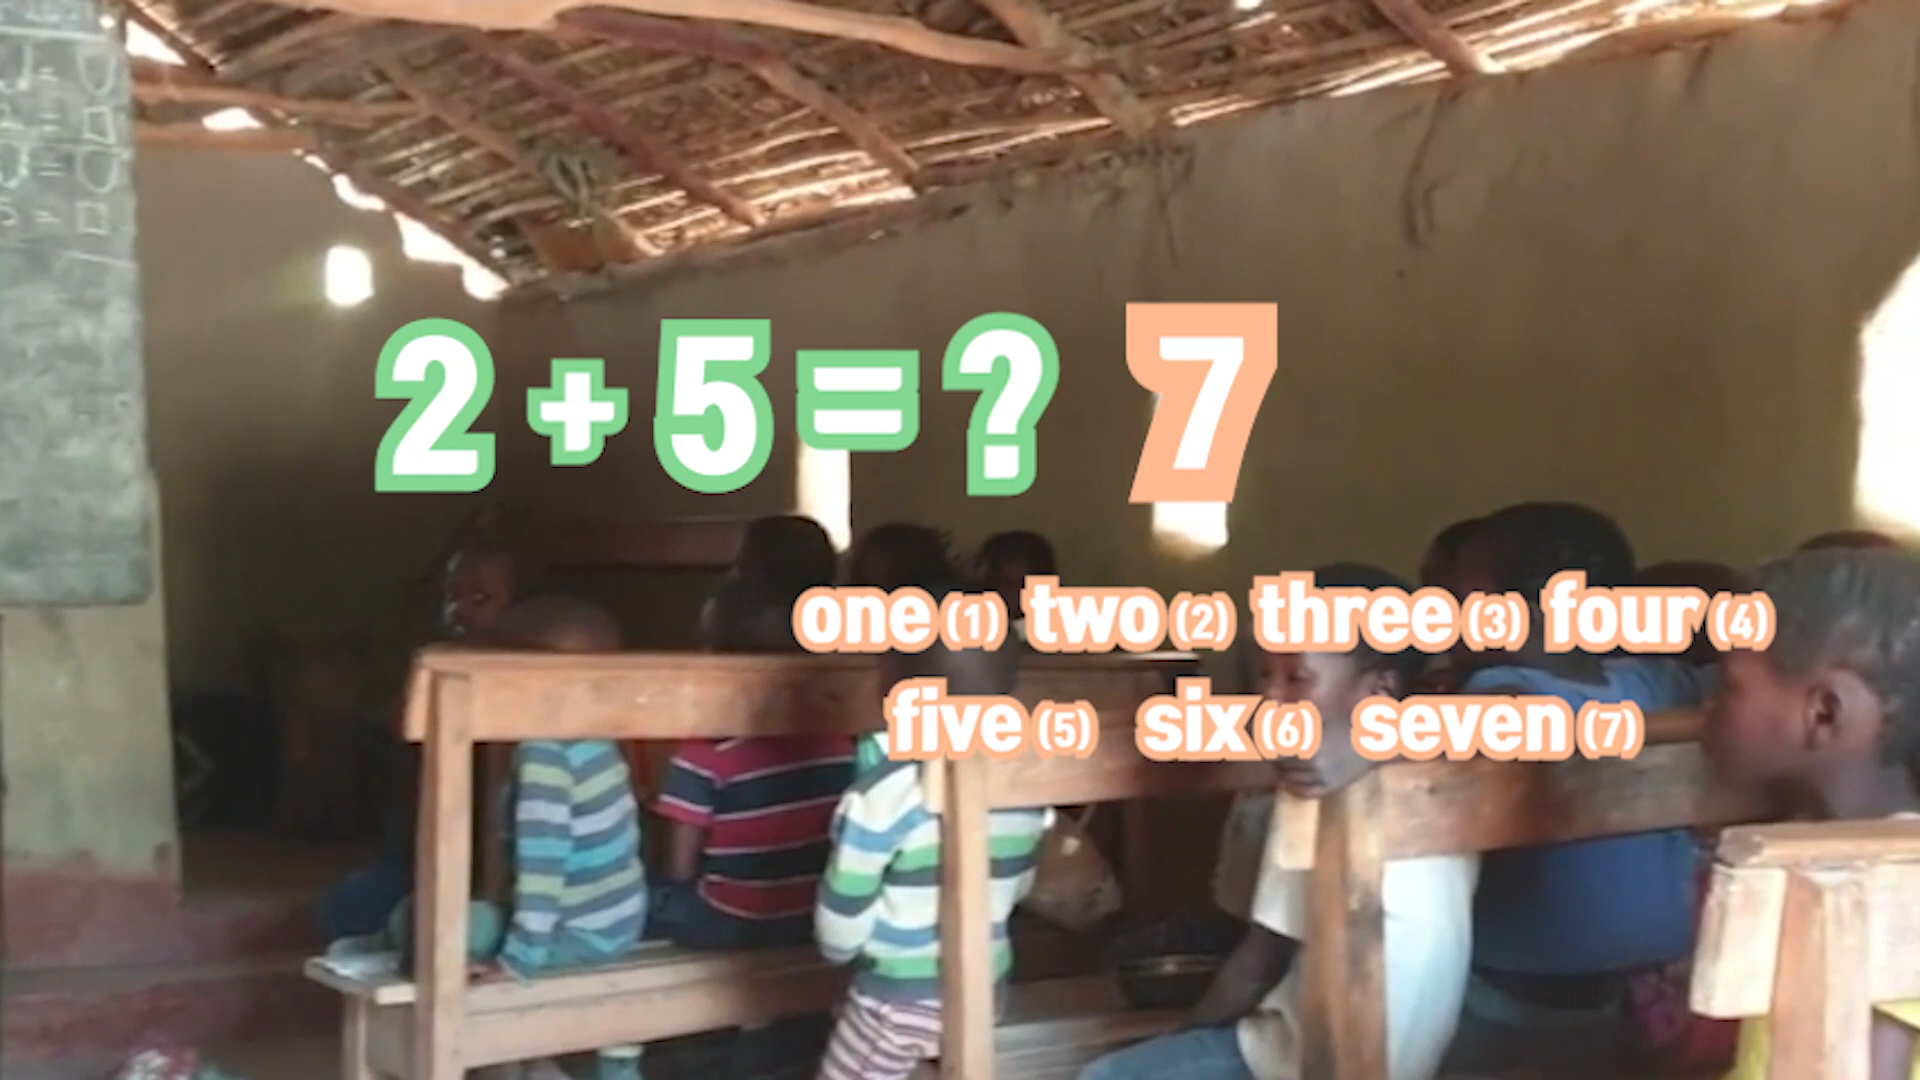 2+5=? 7
one(1) two(2) three(3) four(4)
five(5) six(6) seven(7)